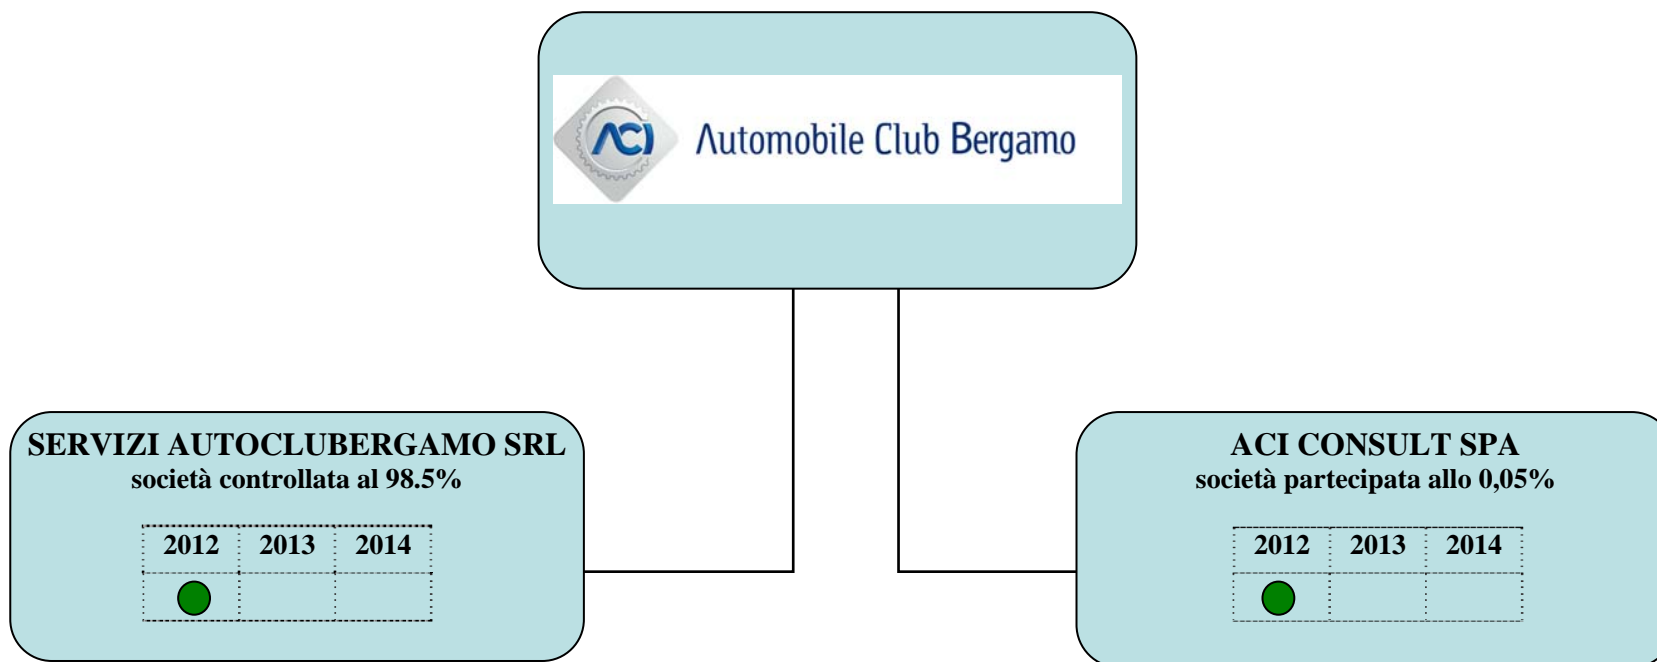 ACI Automobile Club Bergamo
SERVIZI AUTOCLUBERGAMO SRL
società controllata al 98.5%
2012 2013 2014
ACI CONSULT SPA
società partecipata allo 0,05%
2012 2013 2014